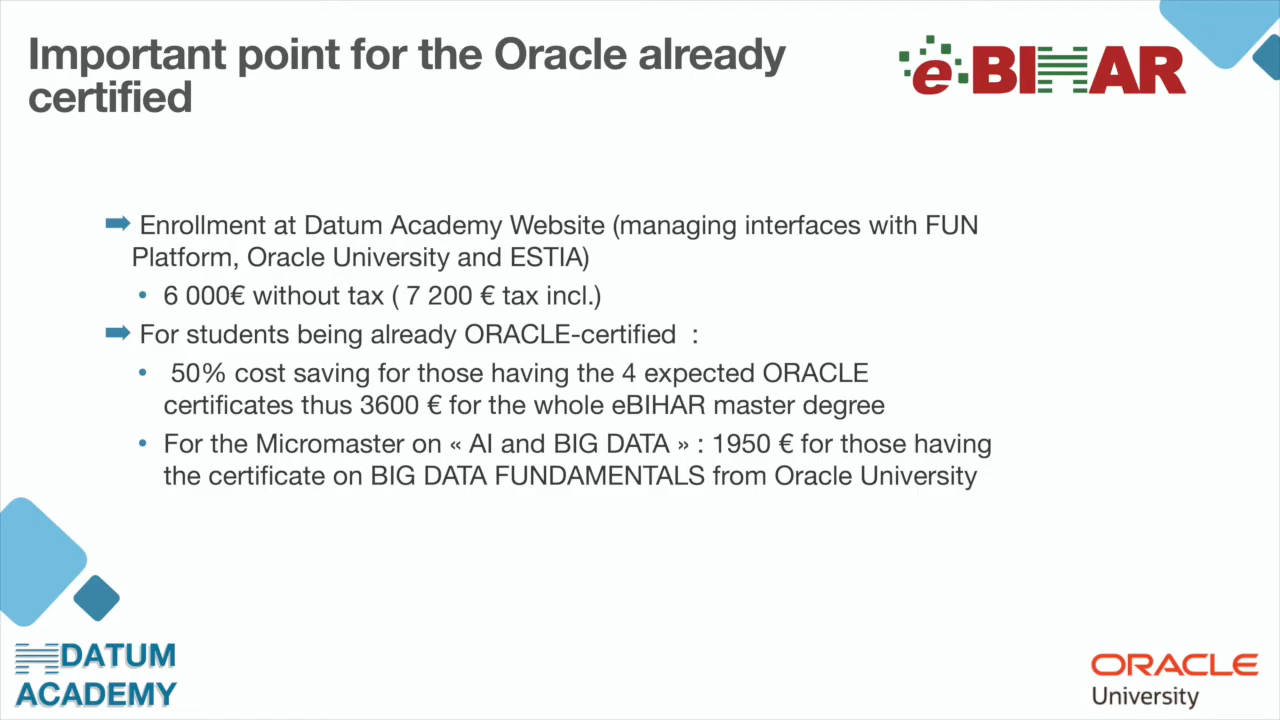 Important point for the Oracle already
certified
e-BIHAR
➡ Enrollment at Datum Academy Website (managing interfaces with FUN
Platform, Oracle University and ESTIA)
• 6 000€ without tax ( 7 200 € tax incl.)
➡ For students being already ORACLE-certified :
• 50% cost saving for those having the 4 expected ORACLE
certificates thus 3600 € for the whole eBIHAR master degree
• For the Micromaster on « AI and BIG DATA » : 1950 € for those having
the certificate on BIG DATA FUNDAMENTALS from Oracle University
DATUM
ACADEMY
ORACLE
University